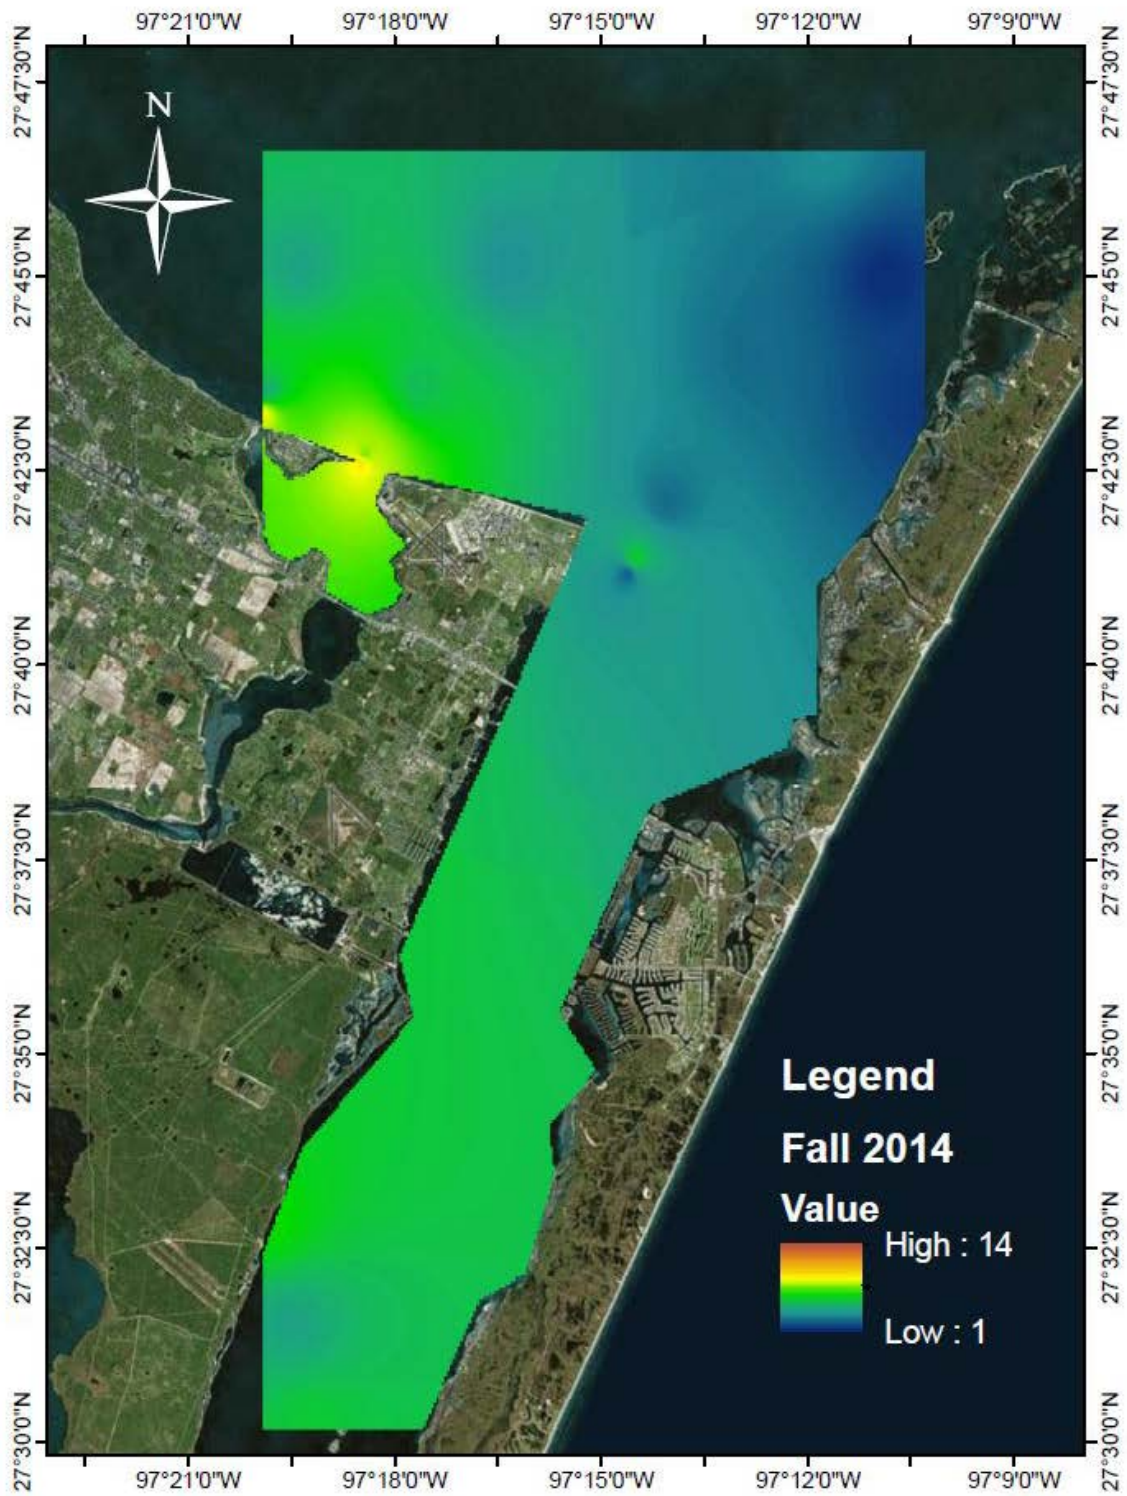 97°21'0"W 97°18'0"W 97°15'0"W 97°12'0"W 97°9'0"W
N
27°47'30"N 27°47'30"N
27°45'0"N 27°45'0"N
27°42'30"N 27°42'30"N
27°40'0"N 27°40'0"N
27°37'30"N 27°37'30"N
27°35'0"N 27°35'0"N
Legend
Fall 2014
Value
High : 14
27°32'30"N 27°32'30"N
Low : 1
27°30'0"N 27°30'0"N
97°21'0"W 97°18'0"W 97°15'0"W 97°12'0"W 97°9'0"W